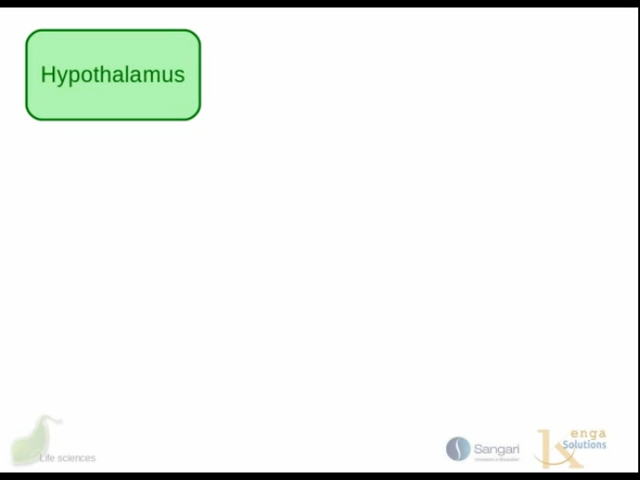 Hypothalamus
Life sciences
Sangari
enga
Solutions